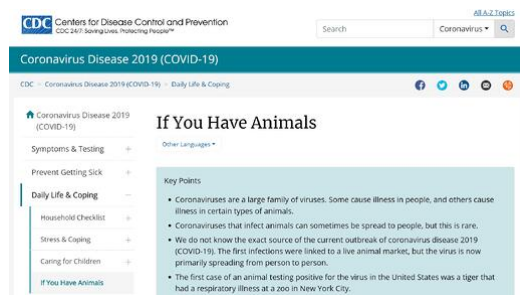 All A-Z Topics
CDC Centers for Disease Control and Prevention
CDC 24/7: Saving Lives, Protecting People™
Search
Coronavirus
Coronavirus Disease 2019 (COVID-19)
CDC > Coronavirus Disease 2019 (COVID-19) > Daily Life & Coping
Coronavirus Disease 2019
(COVID-19)
Symptoms & Testing +
Prevent Getting Sick +
Daily Life & Coping −
Household Checklist +
Stress & Coping +
Caring for Children +
If You Have Animals
If You Have Animals
Other Languages
Key Points
• Coronaviruses are a large family of viruses. Some cause illness in people, and others cause
illness in certain types of animals.
• Coronaviruses that infect animals can sometimes be spread to people, but this is rare.
• We do not know the exact source of the current outbreak of coronavirus disease 2019
(COVID-19). The first infections were linked to a live animal market, but the virus is now
primarily spreading from person to person.
• The first case of an animal testing positive for the virus in the United States was a tiger that
had a respiratory illness at a zoo in New York City.